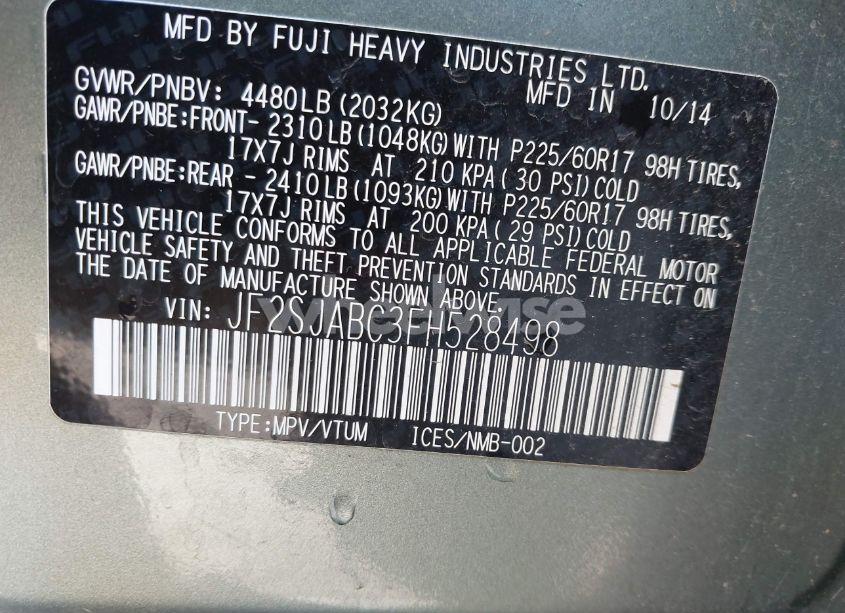 MFD BY FUJI HEAVY INDUSTRIES LTD.
MFD IN 10/14
GVWR/PNBV: 4480LB(2032KG)
GAWR/PNBE:FRONT- 2310LB(1048KG)WITH P225/60R17 98H TIRES,
17X7J RIMS AT 210 KPA(30 PSI)COLD
GAWR/PNBE:REAR - 2410LB(1093KG)WITH P225/60R17 98H TIRES,
17X7J RIMS AT 200 KPA(29 PSI)COLD
THIS VEHICLE CONFORMS TO ALL APPLICABLE FEDERAL MOTOR
VEHICLE SAFETY AND THEFT PREVENTION STANDARDS IN EFFECT ON
THE DATE OF MANUFACTURE SHOWN ABOVE.
VIN: JF2SJABC3FH528498
wheelwise
TYPE:MPV/VTUM ICES/NMB-002